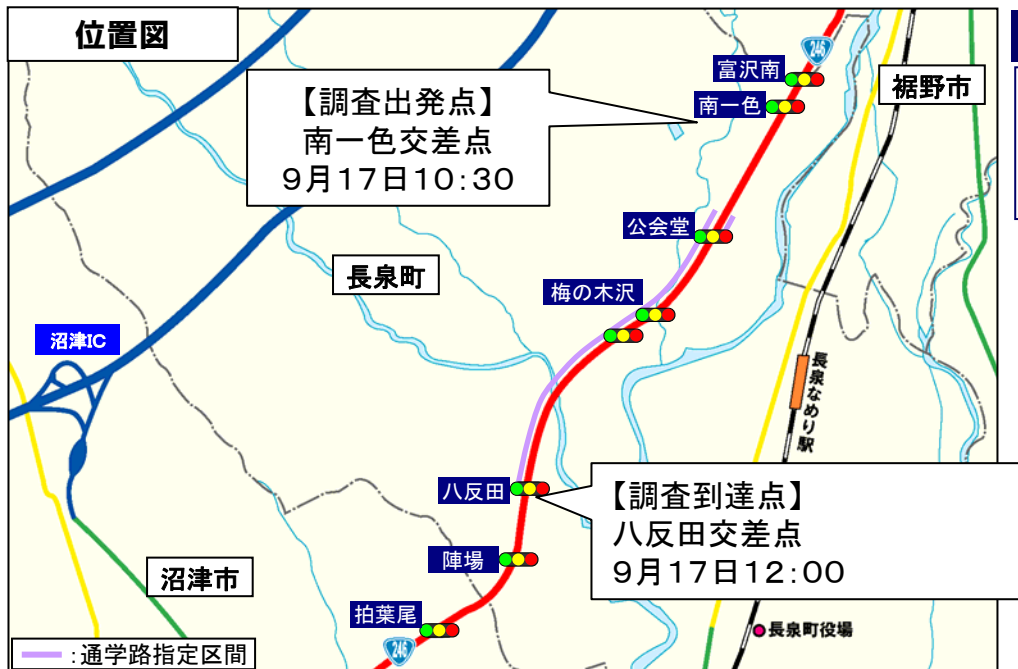 位置図
246
富沢南
裾野市
南一色
【調査出発点】
南一色交差点
9月17日10：30
公会堂
長泉町
梅の木沢
沼津IC
長泉なめり駅
八反田
【調査到達点】
八反田交差点
9月17日12：00
陣場
沼津市
拍葉尾
長泉町役場
246
：通学路指定区間